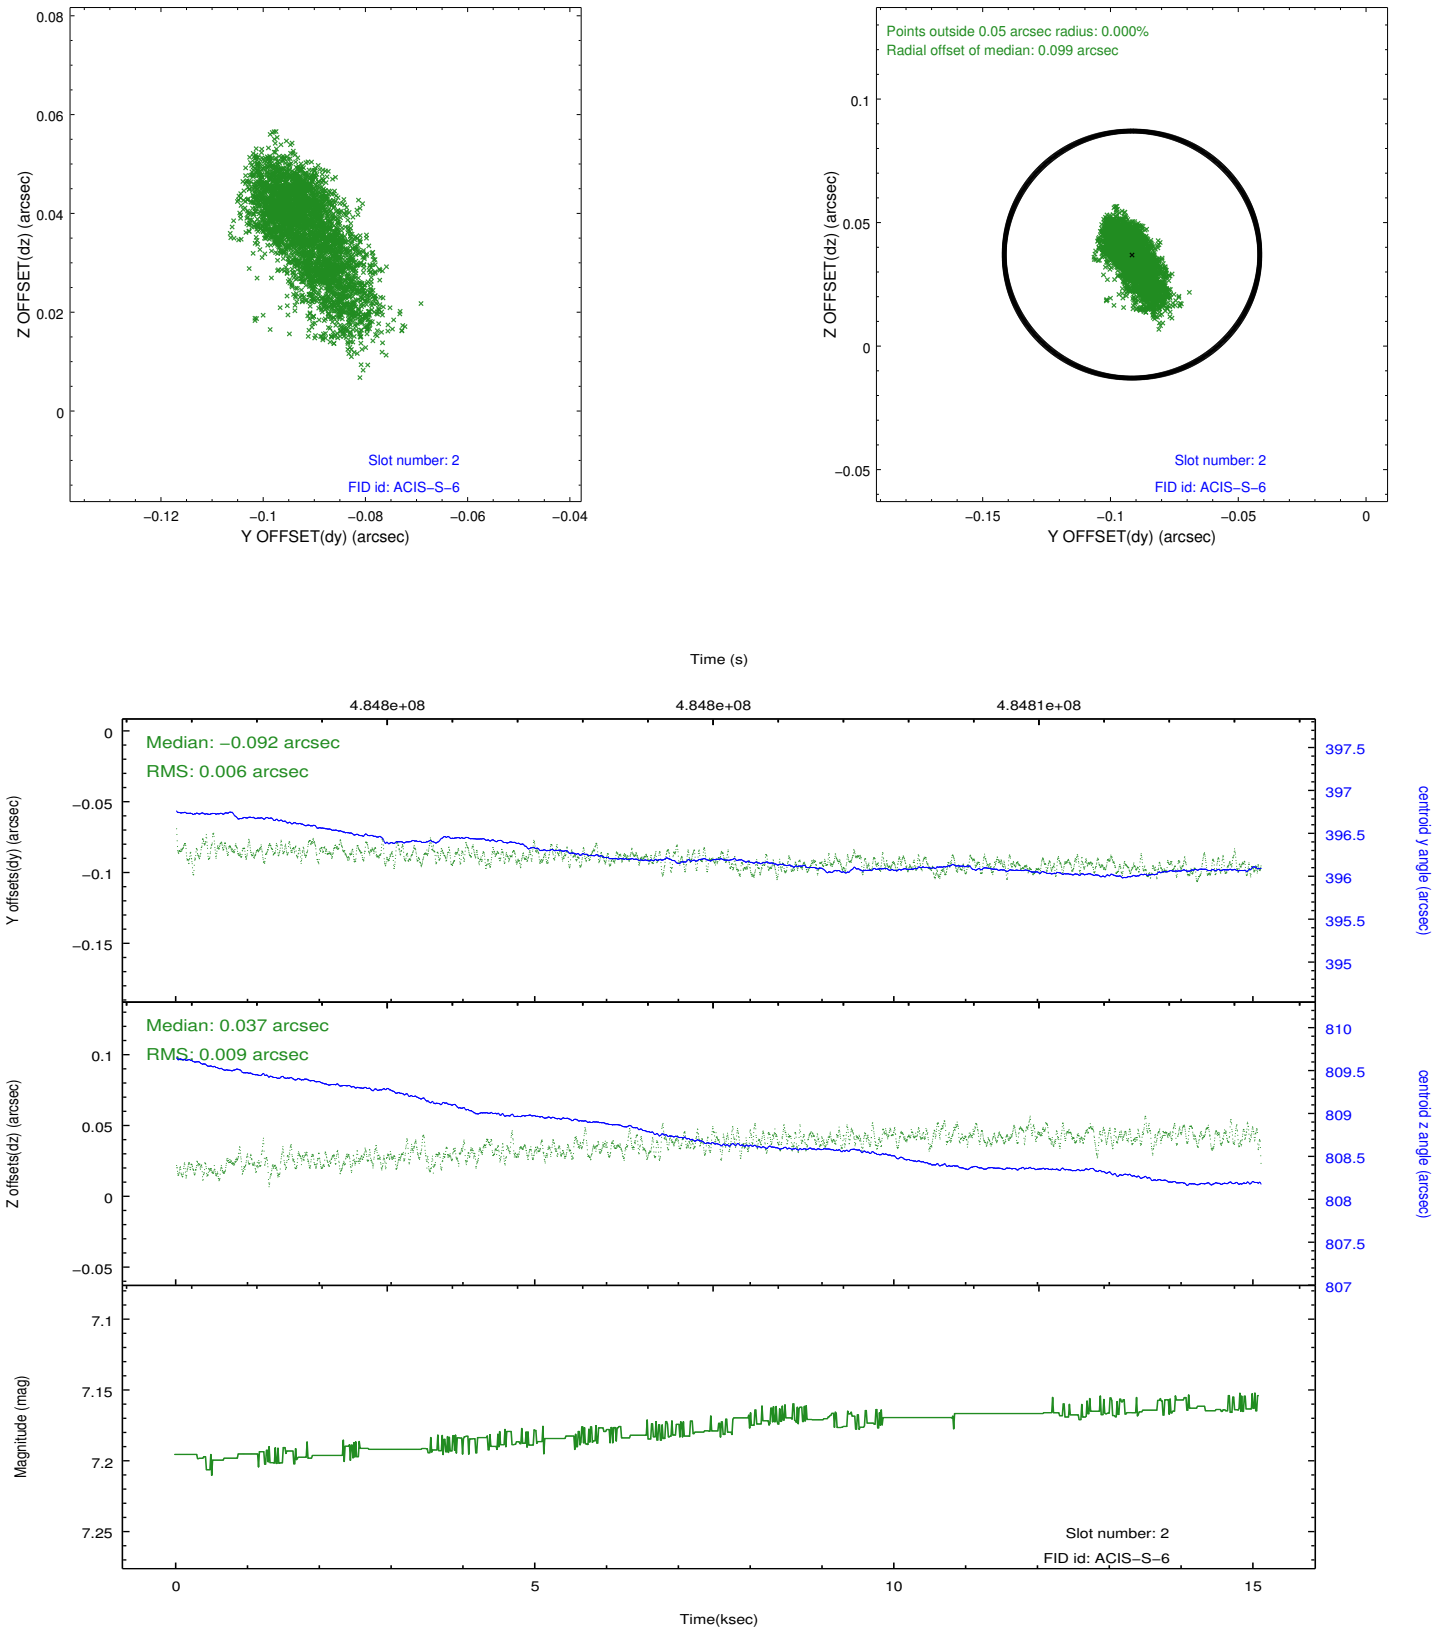 0.08
0.06
0.04
0.02
0
Z OFFSET(dz) (arcsec)
Slot number: 2
FID id: ACIS−S−6
−0.12
−0.1
−0.08
−0.06
−0.04
Y OFFSET(dy) (arcsec)
Points outside 0.05 arcsec radius: 0.000%
Radial offset of median: 0.099 arcsec
0.1
0.05
0
−0.05
Z OFFSET(dz) (arcsec)
Slot number: 2
FID id: ACIS−S−6
−0.15
−0.1
−0.05
0
Y OFFSET(dy) (arcsec)
Time (s)
4.848e+08
4.848e+08
4.8481e+08
Median: −0.092 arcsec
RMS: 0.006 arcsec
0
−0.05
−0.1
−0.15
Y offsets(dy) (arcsec)
397.5
397
396.5
396
395.5
395
centroid y angle (arcsec)
Median: 0.037 arcsec
RMS: 0.009 arcsec
0.1
0.05
0
−0.05
Z offsets(dz) (arcsec)
810
809.5
809
808.5
808
807.5
807
centroid z angle (arcsec)
7.1
7.15
7.2
7.25
Magnitude (mag)
Slot number: 2
FID id: ACIS−S−6
0
5
10
15
Time(ksec)